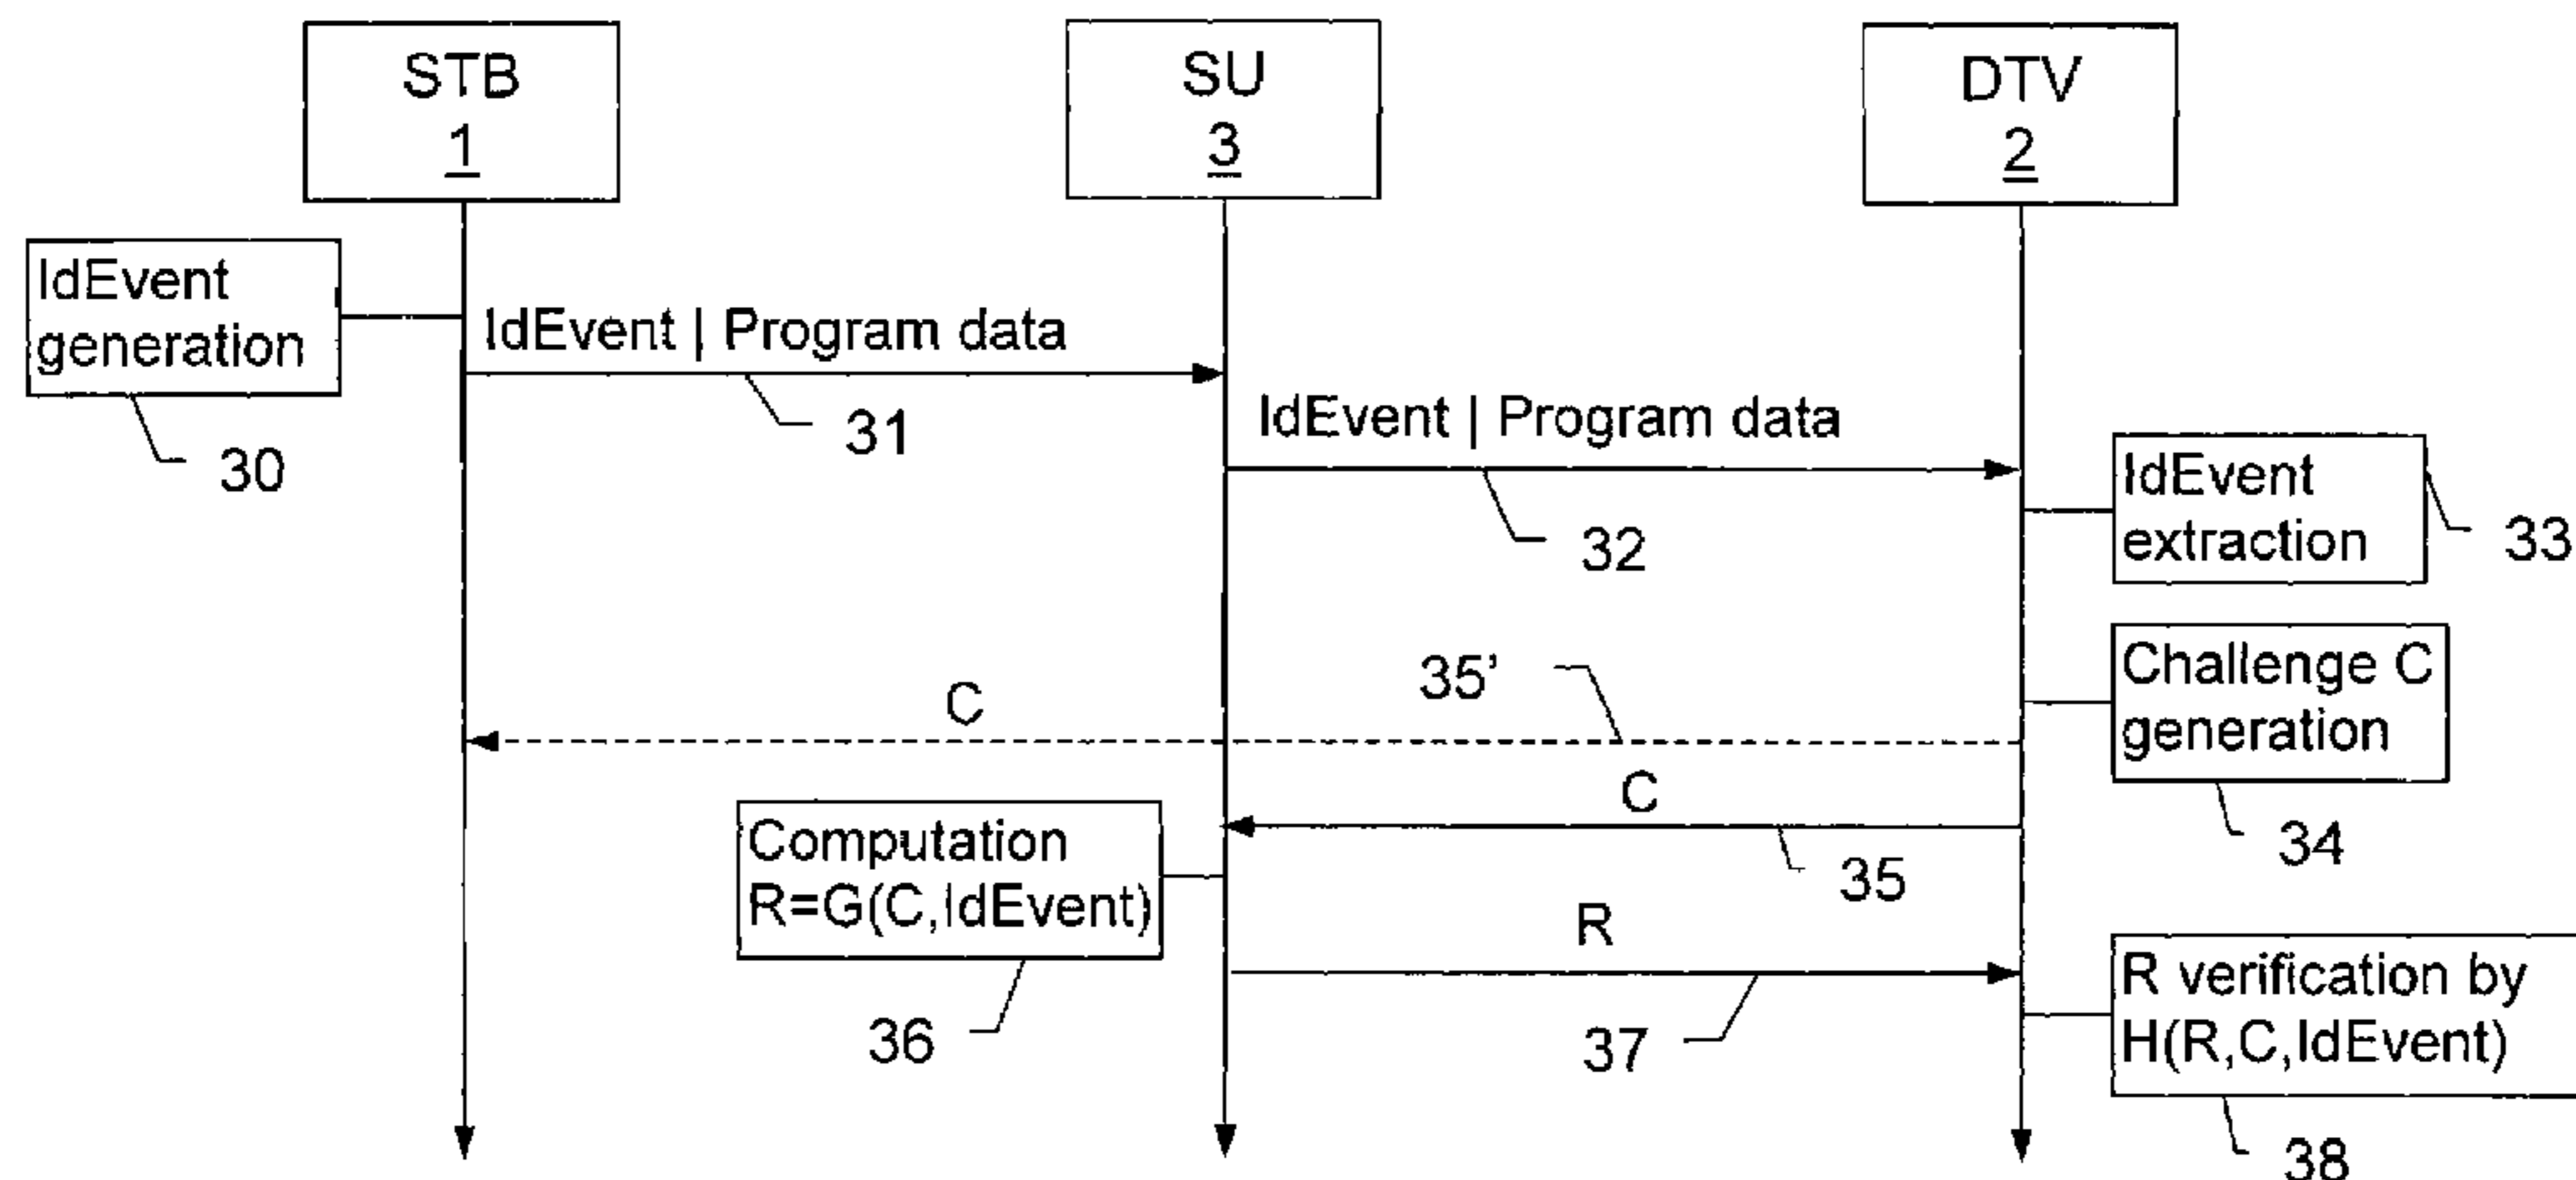 STB
1
SU
3
DTV
2
IdEvent
generation
30
IdEvent | Program data
31
IdEvent | Program data
32
IdEvent
extraction
33
Challenge C
generation
34
35'
C
C
35
Computation
R=G(C,IdEvent)
36
R
37
R verification by
H(R,C,IdEvent)
38